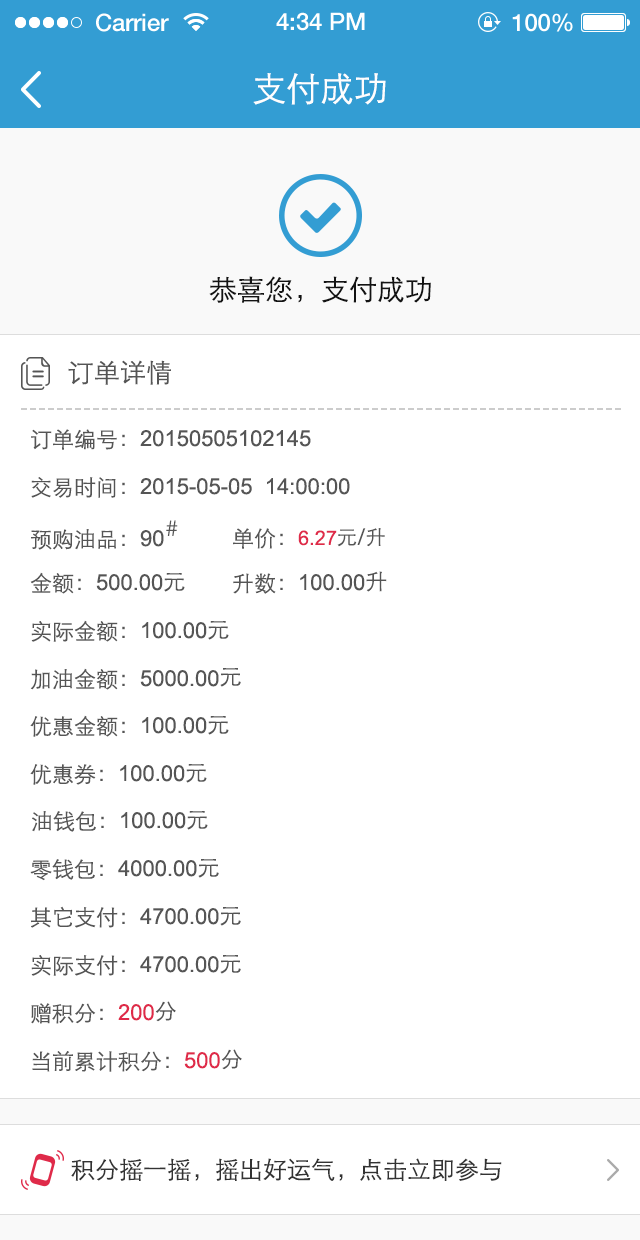 Carrier 4:34 PM 100%
支付成功
恭喜您，支付成功
订单详情
订单编号：20150505102145
交易时间：2015-05-05 14:00:00
预购油品：90# 单价：6.27元/升
金额：500.00元 升数：100.00升
实际金额：100.00元
加油金额：5000.00元
优惠金额：100.00元
优惠券：100.00元
油钱包：100.00元
零钱包：4000.00元
其它支付：4700.00元
实际支付：4700.00元
赠积分：200分
当前累计积分：500分
积分摇一摇，摇出好运气，点击立即参与